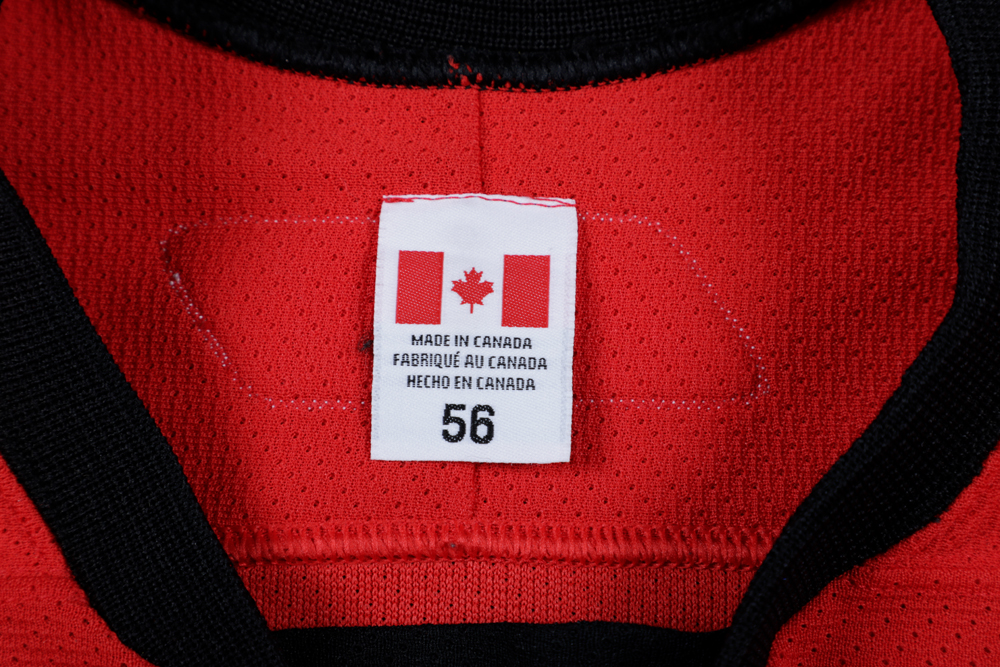 MADE IN CANADA
FABRIQUÉ AU CANADA
HECHO EN CANADA
56